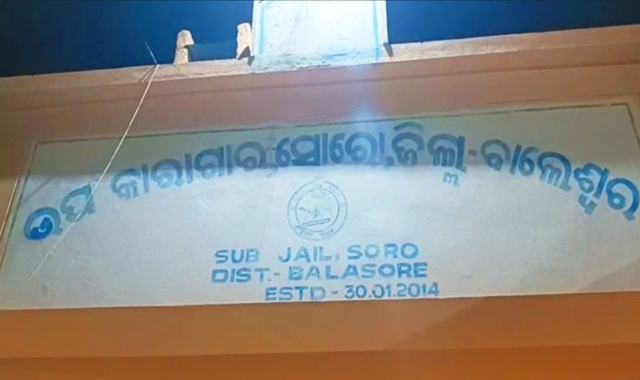 ଉପ କାରାଗାର,ସୋରୋ,ଜିଲ୍ଲା-ବାଲେଶ୍ୱର
SUB JAIL, SORO
DIST.- BALASORE
ESTD - 30.01.2014